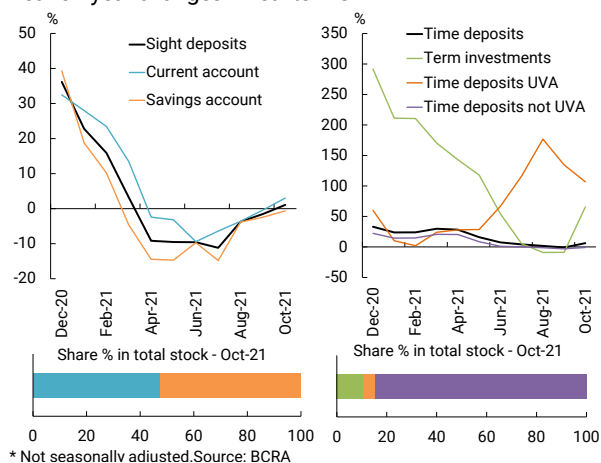 %
50
40
30
20
10
0
-10
-20
Sight deposits
Current account
Savings account
Dec-20
Feb-21
Apr-21
Jun-21
Aug-21
Oct-21
Share % in total stock - Oct-21
0 20 40 60 80 100
%
350
300
250
200
150
100
50
0
-50
Time deposits
Term investments
Time deposits UVA
Time deposits not UVA
Dec-20
Feb-21
Apr-21
Jun-21
Aug-21
Oct-21
Share % in total stock - Oct-21
0 20 40 60 80 100
* Not seasonally adjusted.Source: BCRA